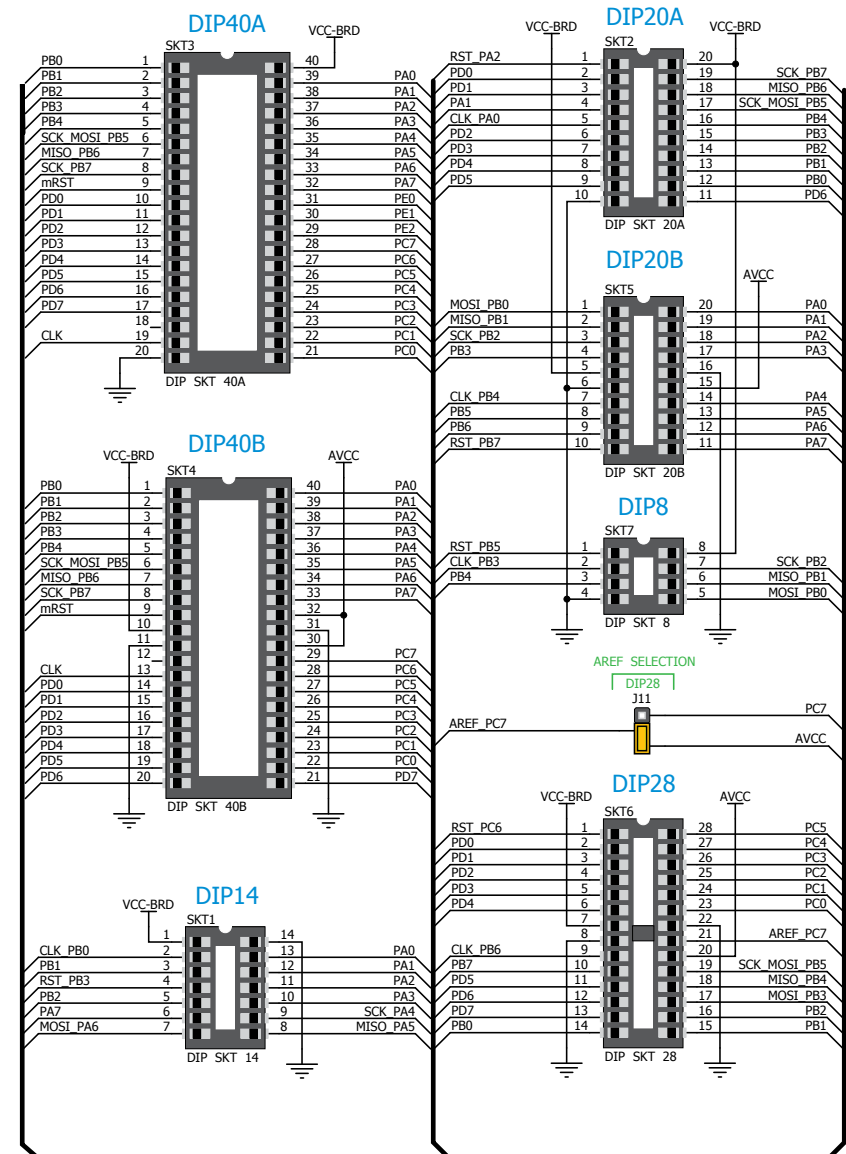 DIP40A
VCC-BRD
SKT3
PB0 1 40
PB1 2 39 PA0
PB2 3 38 PA1
PB3 4 37 PA2
PB4 5 36 PA3
SCK_MOSI_PB5 6 35 PA4
MISO_PB6 7 34 PA5
SCK_PB7 8 33 PA6
mRST 9 32 PA7
PD0 10 31 PE0
PD1 11 30 PE1
PD2 12 29 PE2
PD3 13 28 PC7
PD4 14 27 PC6
PD5 15 26 PC5
PD6 16 25 PC4
PD7 17 24 PC3
18 23 PC2
CLK 19 22 PC1
20 21 PC0
DIP SKT 40A
DIP40B
VCC-BRD AVCC
SKT4
PB0 1 40 PA0
PB1 2 39 PA1
PB2 3 38 PA2
PB3 4 37 PA3
PB4 5 36 PA4
SCK_MOSI_PB5 6 35 PA5
MISO_PB6 7 34 PA6
SCK_PB7 8 33 PA7
mRST 9 32
10 31
11 30
12 29 PC7
CLK 13 28 PC6
PD0 14 27 PC5
PD1 15 26 PC4
PD2 16 25 PC3
PD3 17 24 PC2
PD4 18 23 PC1
PD5 19 22 PC0
PD6 20 21 PD7
DIP SKT 40B
DIP14
VCC-BRD
SKT1
1 14
CLK_PB0 2 13 PA0
PB1 3 12 PA1
RST_PB3 4 11 PA2
PB2 5 10 PA3
PA7 6 9 SCK_PA4
MOSI_PA6 7 8 MISO_PA5
DIP SKT 14
DIP20A
VCC-BRD VCC-BRD
SKT2
RST_PA2 1 20
PD0 2 19 SCK_PB7
PD1 3 18 MISO_PB6
PA1 4 17 SCK_MOSI_PB5
CLK_PA0 5 16 PB4
PD2 6 15 PB3
PD3 7 14 PB2
PD4 8 13 PB1
PD5 9 12 PB0
10 11 PD6
DIP SKT 20A
DIP20B
AVCC
SKT5
MOSI_PB0 1 20 PA0
MISO_PB1 2 19 PA1
SCK_PB2 3 18 PA2
PB3 4 17 PA3
5 16
6 15
CLK_PB4 7 14 PA4
PB5 8 13 PA5
PB6 9 12 PA6
RST_PB7 10 11 PA7
DIP SKT 20B
DIP8
SKT7
RST_PB5 1 8
CLK_PB3 2 7 SCK_PB2
PB4 3 6 MISO_PB1
4 5 MOSI_PB0
DIP SKT 8
AREF SELECTION
DIP28
J11
PC7
AREF_PC7
AVCC
DIP28
VCC-BRD AVCC
SKT6
RST_PC6 1 28 PC5
PD0 2 27 PC4
PD1 3 26 PC3
PD2 4 25 PC2
PD3 5 24 PC1
PD4 6 23 PC0
7 22
8 21 AREF_PC7
CLK_PB6 9 20
PB7 10 19 SCK_MOSI_PB5
PD5 11 18 MISO_PB4
PD6 12 17 MOSI_PB3
PD7 13 16 PB2
PB0 14 15 PB1
DIP SKT 28